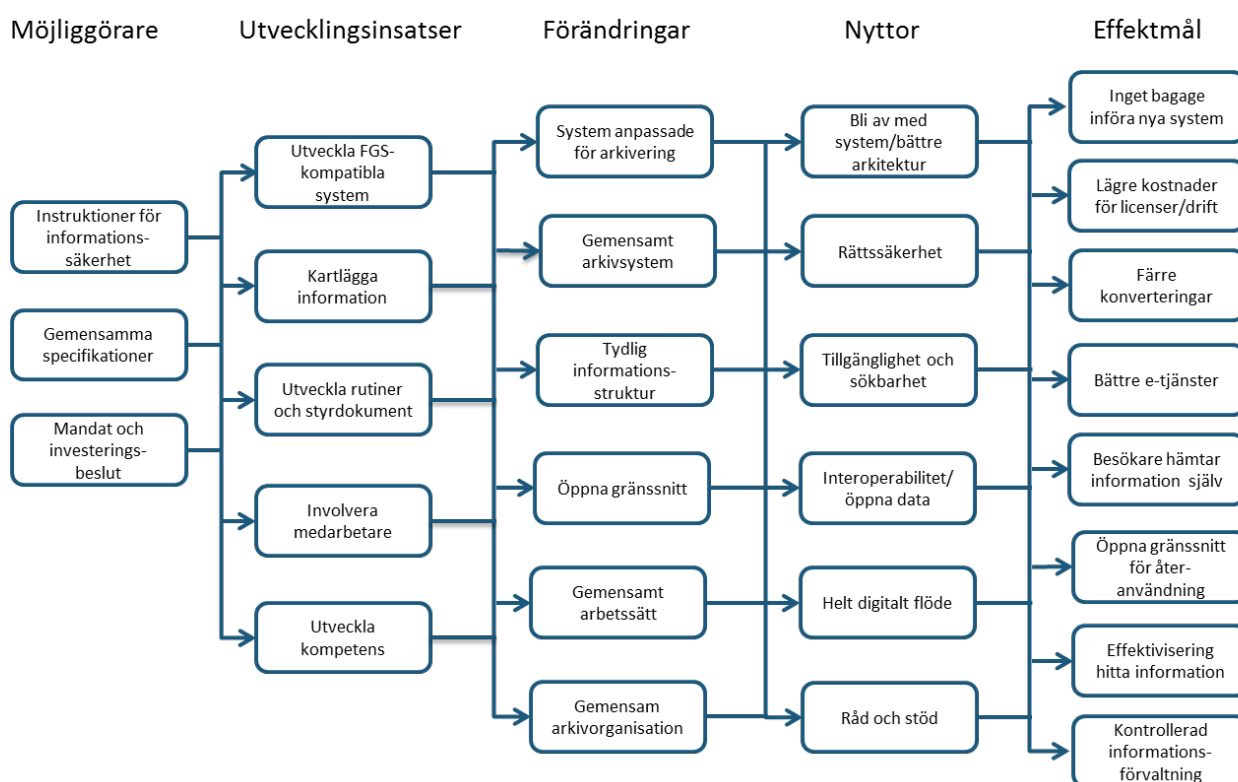 Möjliggörare
Utvecklingsinsatser
Förändringar
Nyttor
Effektmål
Instruktioner för
informations-
säkerhet
Gemensamma
specifikationer
Mandat och
investerings-
beslut
Utveckla FGS-
kompatibla
system
Kartlägga
information
Utveckla rutiner
och styrdokument
Involvera
medarbetare
Utveckla
kompetens
System anpassade
för arkivering
Gemensamt
arkivsystem
Tydlig
informations-
struktur
Öppna gränssnitt
Gemensamt
arbetssätt
Gemensam
arkivorganisation
Bli av med
system/bättre
arkitektur
Rättssäkerhet
Tillgänglighet och
sökbarhet
Interoperabilitet/
öppna data
Helt digitalt flöde
Råd och stöd
Inget bagage
införa nya system
Lägre kostnader
för licenser/drift
Färre
konverteringar
Bättre e-tjänster
Besökare hämtar
information själv
Öppna gränssnitt
för åter-
användning
Effektivisering
hitta information
Kontrollerad
informations-
förvaltning